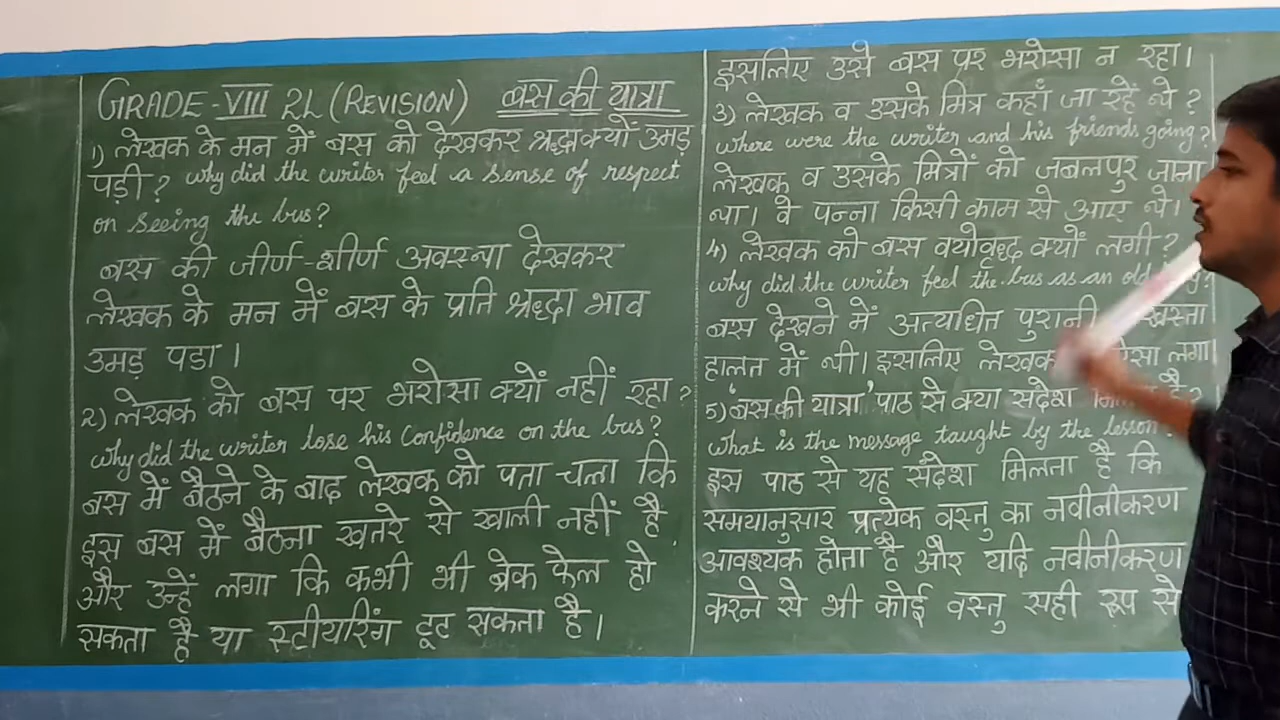 GRADE-VIII 2L (REVISION) बस की यात्रा
1) लेखक के मन में बस को देखकर श्रद्धा क्यों उमड़
पड़ी? why did the writer feel a sense of respect
on seeing the bus?
बस की जीर्ण-शीर्ण अवस्था देखकर
लेखक के मन में बस के प्रति श्रद्धा भाव
उमड़ पडा।
2) लेखक को बस पर भरोसा क्यों नहीं रहा?
why did the writer lose his confidence on the bus?
बस में बैठने के बाद लेखक को पता चला कि
इस बस में बैठना खतरे से खाली नहीं है
और उन्हें लगा कि कभी भी ब्रेक फेल हो
सकता है या स्टीयरिंग टूट सकता है।
इसलिए उसे बस पर भरोसा न रहा।
3) लेखक व उसके मित्र कहाँ जा रहें थे?
where were the writer and his friends going?
लेखक व उसके मित्रों को जबलपुर जाना
था। वे पन्ना किसी काम से आए थे।
4) लेखक को बस वयोवृध्द क्यों लगी?
why did the writer feel the bus as an old
बस देखने में अत्यधित पुरानी खस्ता
हालत में थी। इसलिए लेखक ऐसा लगा
5) 'बस की यात्रा' पाठ से क्या संदेश है?
what is the message taught by the lesson?
इस पाठ से यह संदेश मिलता है कि
समयानुसार प्रत्येक वस्तु का नवीनीकरण
आवश्यक होता है और यदि नवीनीकरण
करने से भी कोई वस्तु सही रूप से